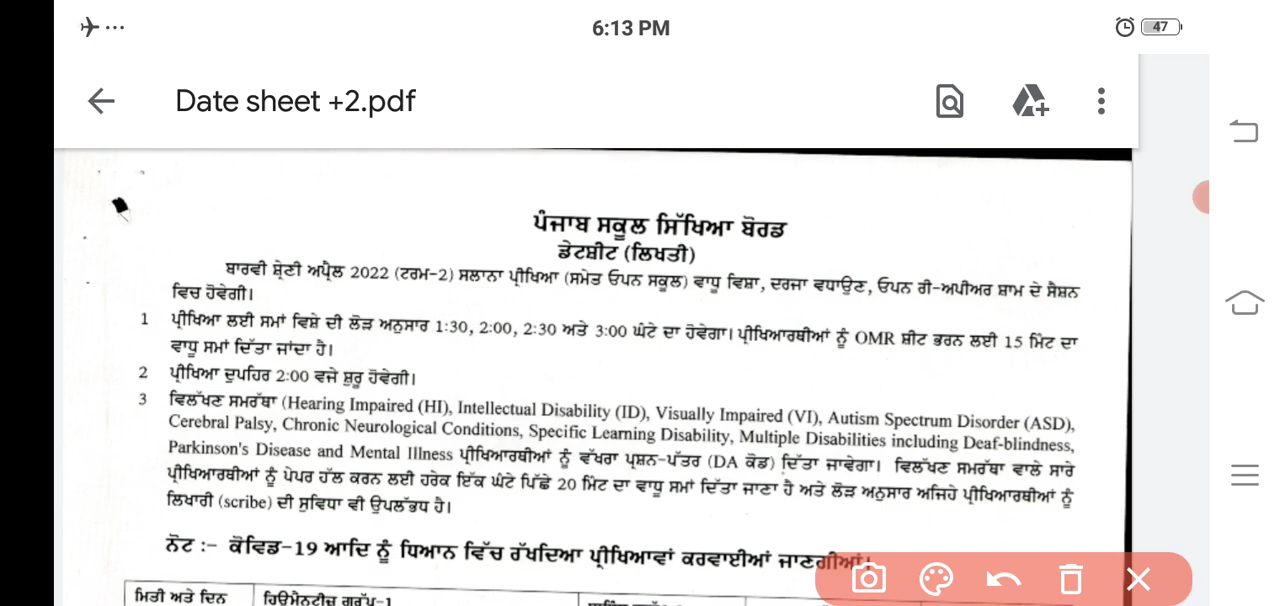 6:13 PM
47
Date sheet +2.pdf
ਪੰਜਾਬ ਸਕੂਲ ਸਿੱਖਿਆ ਬੋਰਡ
ਡੇਟਸ਼ੀਟ (ਲਿਖਤੀ)
ਬਾਰਵੀ ਸ਼੍ਰੇਣੀ ਅਪ੍ਰੈਲ 2022 (ਟਰਮ-2) ਸਲਾਨਾ ਪ੍ਰੀਖਿਆ (ਸਮੇਤ ਓਪਨ ਸਕੂਲ) ਵਾਧੂ ਵਿਸ਼ਾ, ਦਰਜਾ ਵਧਾਉਣ, ਓਪਨ ਰੀ-ਅਪੀਅਰ ਸ਼ਾਮ ਦੇ ਸੈਸ਼ਨ
ਵਿਚ ਹੋਵੇਗੀ।
1 ਪ੍ਰੀਖਿਆ ਲਈ ਸਮਾਂ ਵਿਸ਼ੇ ਦੀ ਲੋੜ ਅਨੁਸਾਰ 1:30, 2:00, 2:30 ਅਤੇ 3:00 ਘੰਟੇ ਦਾ ਹੋਵੇਗਾ। ਪ੍ਰੀਖਿਆਰਥੀਆਂ ਨੂੰ OMR ਸ਼ੀਟ ਭਰਨ ਲਈ 15 ਮਿੰਟ ਦਾ
ਵਾਧੂ ਸਮਾਂ ਦਿੱਤਾ ਜਾਂਦਾ ਹੈ।
2 ਪ੍ਰੀਖਿਆ ਦੁਪਹਿਰ 2:00 ਵਜੇ ਸ਼ੁਰੂ ਹੋਵੇਗੀ।
3 ਵਿਲੱਖਣ ਸਮਰੱਥਾ (Hearing Impaired (HI), Intellectual Disability (ID), Visually Impaired (VI), Autism Spectrum Disorder (ASD),
Cerebral Palsy, Chronic Neurological Conditions, Specific Learning Disability, Multiple Disabilities including Deaf-blindness,
Parkinson's Disease and Mental Illness ਪ੍ਰੀਖਿਆਰਥੀਆਂ ਨੂੰ ਵੱਖਰਾ ਪ੍ਰਸ਼ਨ-ਪੱਤਰ (DA ਕੋਡ) ਦਿੱਤਾ ਜਾਵੇਗਾ। ਵਿਲੱਖਣ ਸਮਰੱਥਾ ਵਾਲੇ ਸਾਰੇ
ਪ੍ਰੀਖਿਆਰਥੀਆਂ ਨੂੰ ਪੇਪਰ ਹੱਲ ਕਰਨ ਲਈ ਹਰੇਕ ਇੱਕ ਘੰਟੇ ਪਿੱਛੇ 20 ਮਿੰਟ ਦਾ ਵਾਧੂ ਸਮਾਂ ਦਿੱਤਾ ਜਾਣਾ ਹੈ ਅਤੇ ਲੋੜ ਅਨੁਸਾਰ ਅਜਿਹੇ ਪ੍ਰੀਖਿਆਰਥੀਆਂ ਨੂੰ
ਲਿਖਾਰੀ (scribe) ਦੀ ਸੁਵਿਧਾ ਵੀ ਉਪਲੱਭਧ ਹੈ।
ਨੋਟ :- ਕੋਵਿਡ-19 ਆਦਿ ਨੂੰ ਧਿਆਨ ਵਿੱਚ ਰੱਖਦਿਆ ਪ੍ਰੀਖਿਆਵਾਂ ਕਰਵਾਈਆਂ ਜਾਣਗੀਆਂ।
ਮਿਤੀ ਅਤੇ ਦਿਨ ਹਿਊਮੈਨਟੀਜ਼ ਗਰੁੱਪ-1